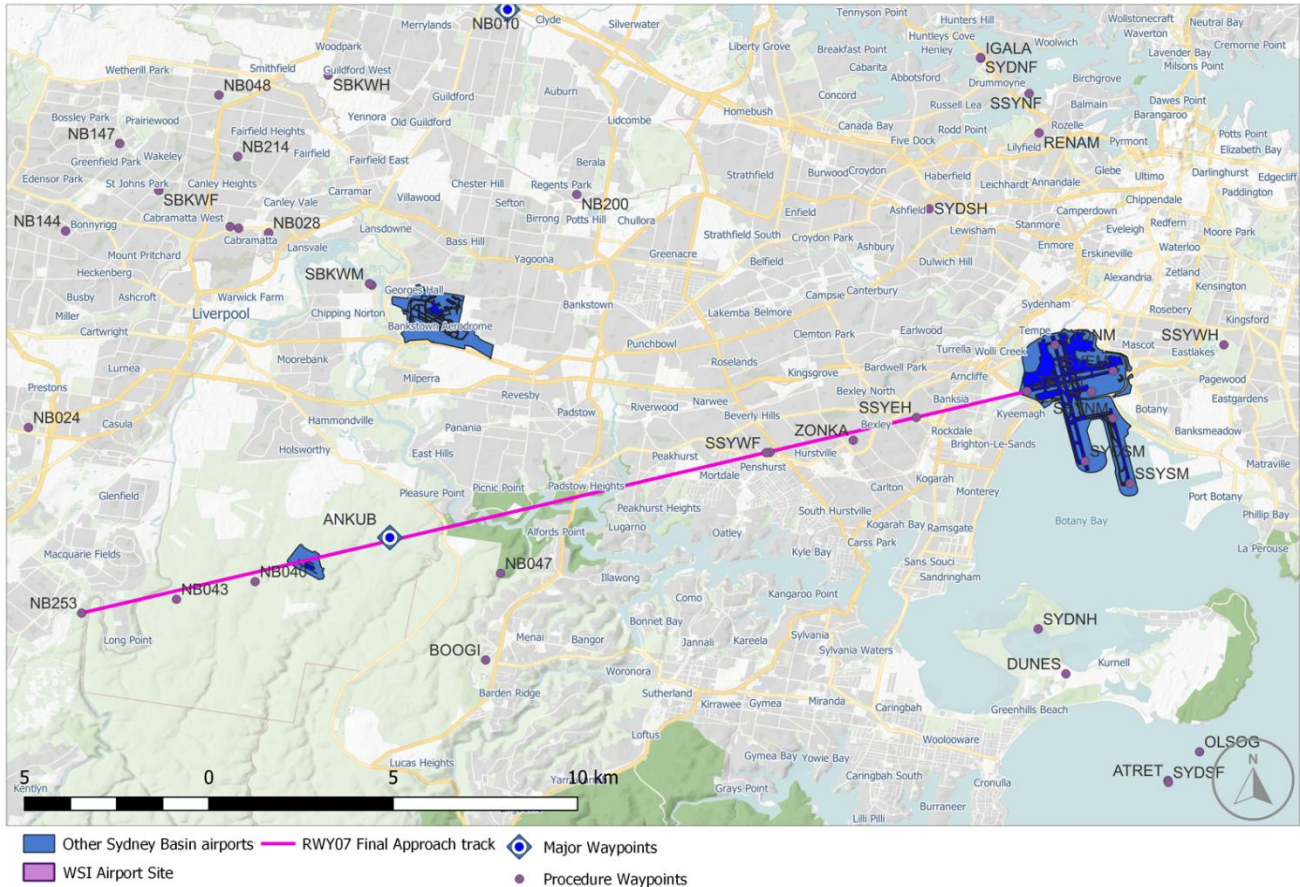 Tennyson Point
Hunters Hill
Wollstonecraft
Neutral Bay
Merrylands
NB010
Clyde
Silverwater
Huntleys Cove
Woolwich
Waverton
Cremorne Point
Liberty Grove
Breakfast Point
Henley
IGALA
Lavender Bay
Woodpark
Cabarita
SYDNF
Wetherill Park
Smithfield
Guildford West
Abbotsford
Drummoyne
Birchgrove
SBKWH
Auburn
Homebush
Concord
Russell Lea
SSYNF
Balmain
Dawes Point
NB048
Guildford
Barangaroo
Bossley Park
Prairiewood
Yennora
Lidcombe
Canada Bay
Rodd Point
Rozelle
NB147
Fairfield Heights
Old Guildford
Five Dock
Lilyfield
RENAM
Pyrmont
Potts Point
Wakeley
NB214
Fairfield
Fairfield East
Berala
Strathfield
Burwood
Haberfield
Glebe
Elizabeth Bay
Greenfield Park
Chester Hill
Croydon
Leichhardt
Annandale
Ultimo
Darlinghurst
Edgecliff
Edensor Park
St Johns Park
Canley Heights
Carramar
Villawood
Regents Park
Paddington
SBKWF
Sefton
NB200
Enfield
Ashfield
SYDSH
Camperdown
Chippendale
NB144
Bonnyrigg
Canley Vale
Birrong
Potts Hill
Chullora
Lewisham
Stanmore
Redfern
Moore Park
Cabramatta West
NB028
Lansdowne
Strathfield South
Croydon Park
Enmore
Eveleigh
Waterloo
Cabramatta
Lansvale
Bass Hill
Ashbury
Erskineville
Centennial Park
Mount Pritchard
Yagoona
Greenacre
Dulwich Hill
Heckenberg
SBKWM
Belfield
Alexandria
Zetland
Busby
Ashcroft
Warwick Farm
Georges Hall
Campsie
Canterbury
Kensington
Miller
Liverpool
Chipping Norton
Bankstown
Lakemba
Belmore
Sydenham
Rosebery
Kingsford
Cartwright
Bankstown Aerodrome
Clemton Park
Earlwood
Tempe
SSYWH
Moorebank
Punchbowl
Turrella
Wolli Creek
Mascot
Eastlakes
Lurnea
Roselands
Bardwell Park
Prestons
Milperra
Kingsgrove
Arncliffe
Pagewood
Revesby
Bexley North
Banksia
Eastgardens
NB024
Hammondville
Padstow
Riverwood
Narwee
Beverly Hills
SSYEH
Kyeemagh
Botany
Casula
Panania
SSYWF
ZONKA
Bexley
Rockdale
Banksmeadow
Holsworthy
East Hills
Peakhurst
Penshurst
Hurstville
Brighton-Le-Sands
Matraville
Glenfield
Mortdale
Kogarah
Pleasure Point
Picnic Point
Padstow Heights
Carlton
Monterey
SSYSM
Port Botany
ANKUB
Peakhurst Heights
South Hurstville
Ramsgate
Phillip Bay
Alfords Point
Lugarno
Oatley
Kogarah Bay
Botany Bay
Macquarie Fields
Carss Park
La Perouse
NB040
NB047
Kyle Bay
Sans Souci
NB253
NB043
Illawong
Sandringham
Como
Kangaroo Point
Long Point
Bonnet Bay
SYDNH
Menai
Bangor
Jannali
Kareela
Sylvania
BOOGI
Woronora
Sylvania Waters
DUNES
Kurnell
Barden Ridge
Sutherland
Kirrawee
Gymea
Miranda
Caringbah
Greenhills Beach
Loftus
Woolooware
Lucas Heights
Gymea Bay
Yowie Bay
OLSOG
5 0 5 10 km
Caringbah South
Cronulla
ATRET
SYDSF
N
Kentlyn
Grays Point
Burraneer
Lilli Pilli
Other Sydney Basin airports
RWY07 Final Approach track
Major Waypoints
WSI Airport Site
Procedure Waypoints